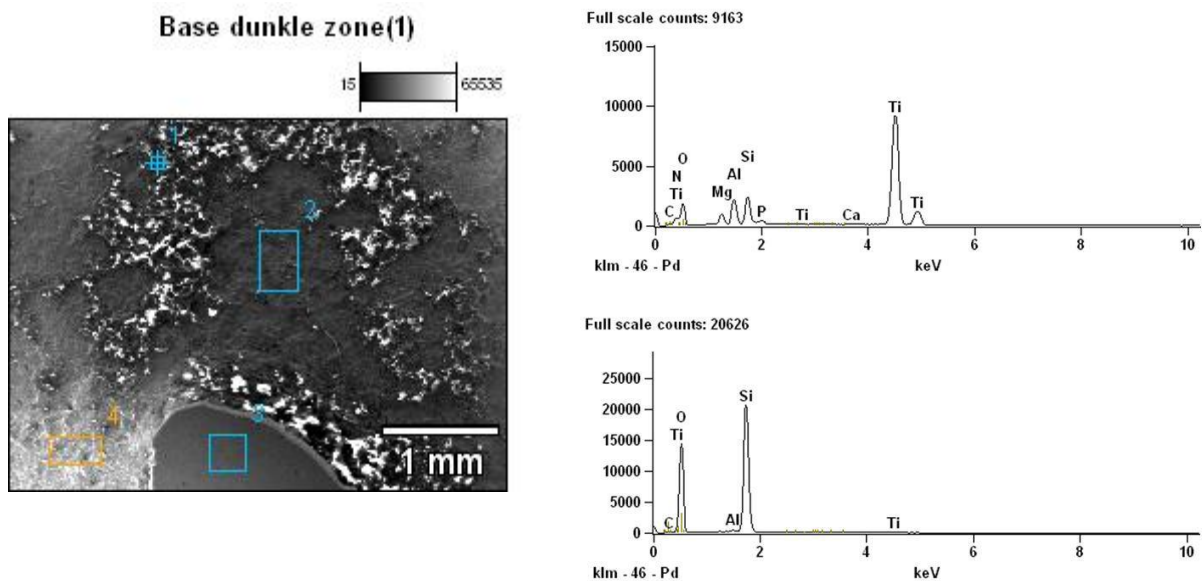 Base dunkle zone(1)
15 65535
1
2
3
4
1 mm
Full scale counts: 9163
15000
10000
5000
0
C
N
Ti
O
Mg
Al
Si
P
Ti
Ca
Ti
Ti
0 2 4 6 8 10
klm - 46 - Pd keV
Full scale counts: 20626
25000
20000
15000
10000
5000
0
C
Ti
O
Al
Si
Ti
0 2 4 6 8 10
klm - 46 - Pd keV